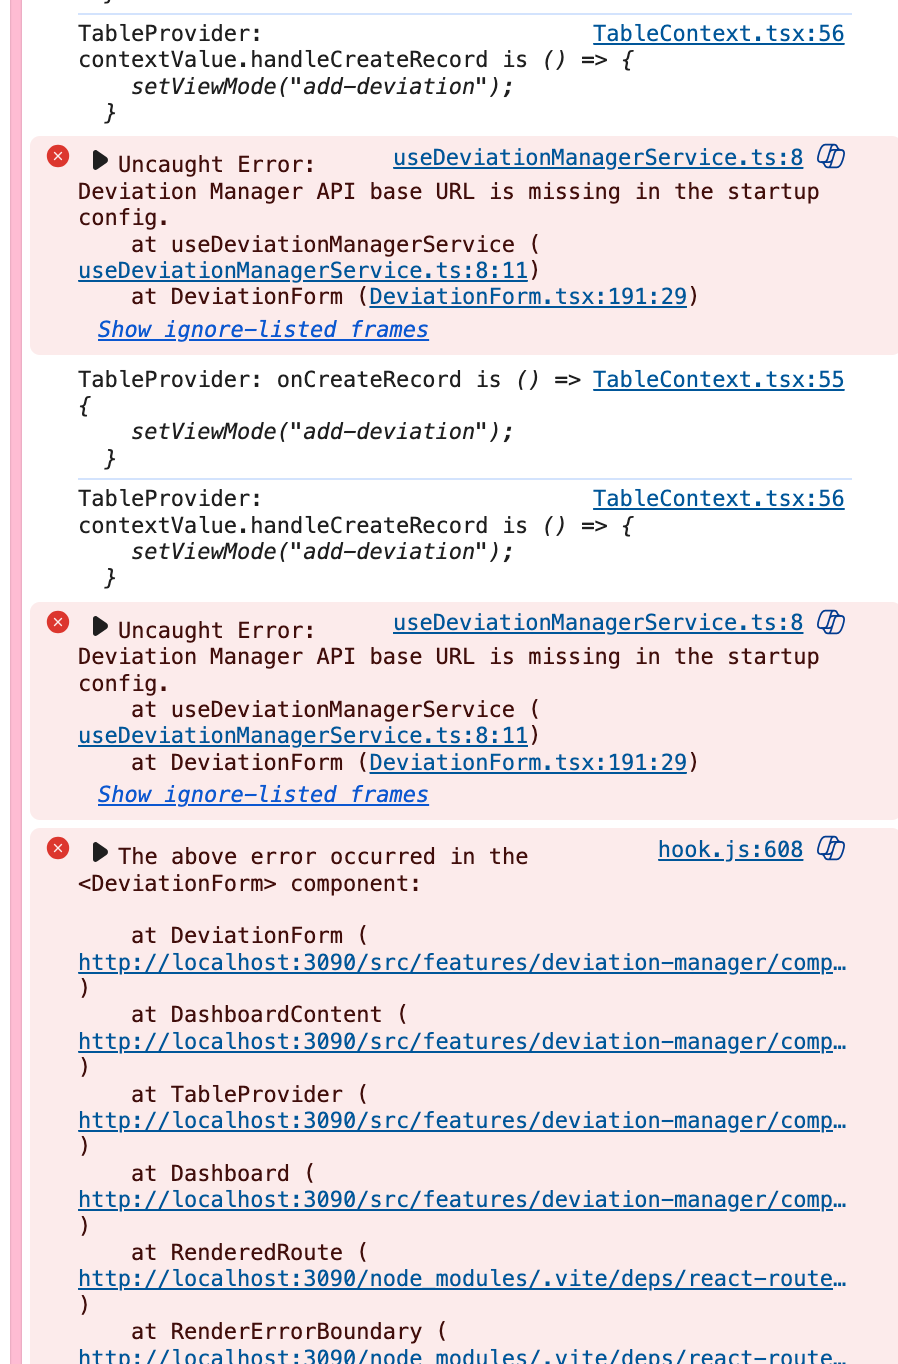 TableProvider: TableContext.tsx:56
contextValue.handleCreateRecord is () => {
setViewMode("add-deviation");
}
Uncaught Error: useDeviationManagerService.ts:8
Deviation Manager API base URL is missing in the startup
config.
at useDeviationManagerService (
useDeviationManagerService.ts:8:11)
at DeviationForm (DeviationForm.tsx:191:29)
Show ignore-listed frames
TableProvider: onCreateRecord is () => TableContext.tsx:55
{
setViewMode("add-deviation");
}
TableProvider: TableContext.tsx:56
contextValue.handleCreateRecord is () => {
setViewMode("add-deviation");
}
Uncaught Error: useDeviationManagerService.ts:8
Deviation Manager API base URL is missing in the startup
config.
at useDeviationManagerService (
useDeviationManagerService.ts:8:11)
at DeviationForm (DeviationForm.tsx:191:29)
Show ignore-listed frames
The above error occurred in the hook.js:608
<DeviationForm> component:
at DeviationForm (
http://localhost:3090/src/features/deviation-manager/comp…
)
at DashboardContent (
http://localhost:3090/src/features/deviation-manager/comp…
)
at TableProvider (
http://localhost:3090/src/features/deviation-manager/comp…
)
at Dashboard (
http://localhost:3090/src/features/deviation-manager/comp…
)
at RenderedRoute (
http://localhost:3090/node_modules/.vite/deps/react-route…
)
at RenderErrorBoundary (
http://localhost:3090/node_modules/.vite/deps/react-route…